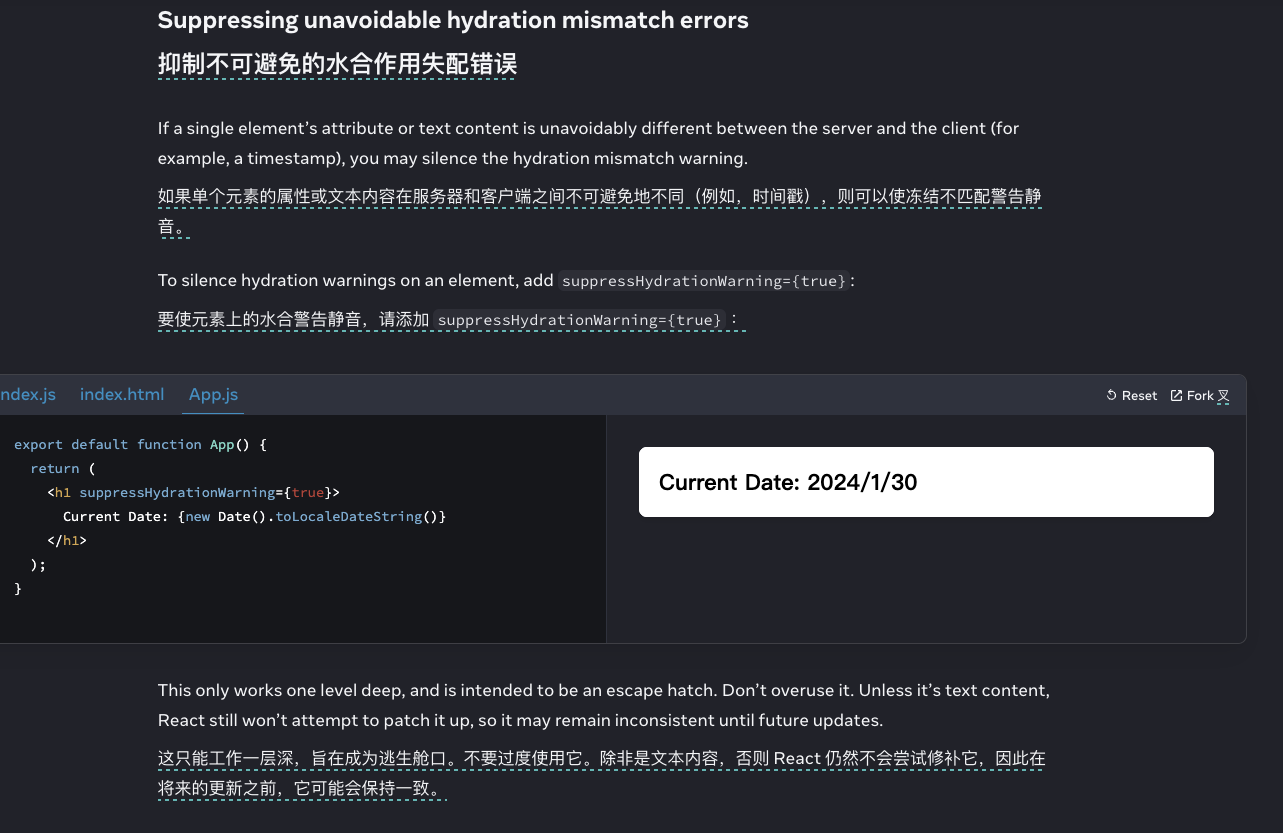 Suppressing unavoidable hydration mismatch errors
抑制不可避免的水合作用失配错误
If a single element’s attribute or text content is unavoidably different between the server and the client (for
example, a timestamp), you may silence the hydration mismatch warning.
如果单个元素的属性或文本内容在服务器和客户端之间不可避免地不同（例如，时间戳），则可以使冻结不匹配警告静
音。
To silence hydration warnings on an element, add suppressHydrationWarning={true}:
要使元素上的水合警告静音，请添加 suppressHydrationWarning={true} ：
ndex.js index.html App.js Reset Fork 叉
export default function App() {
  return (
    <h1 suppressHydrationWarning={true}>
      Current Date: {new Date().toLocaleDateString()}
    </h1>
  );
}
Current Date: 2024/1/30
This only works one level deep, and is intended to be an escape hatch. Don’t overuse it. Unless it’s text content,
React still won’t attempt to patch it up, so it may remain inconsistent until future updates.
这只能工作一层深，旨在成为逃生舱口。不要过度使用它。除非是文本内容，否则 React 仍然不会尝试修补它，因此在
将来的更新之前，它可能会保持一致。